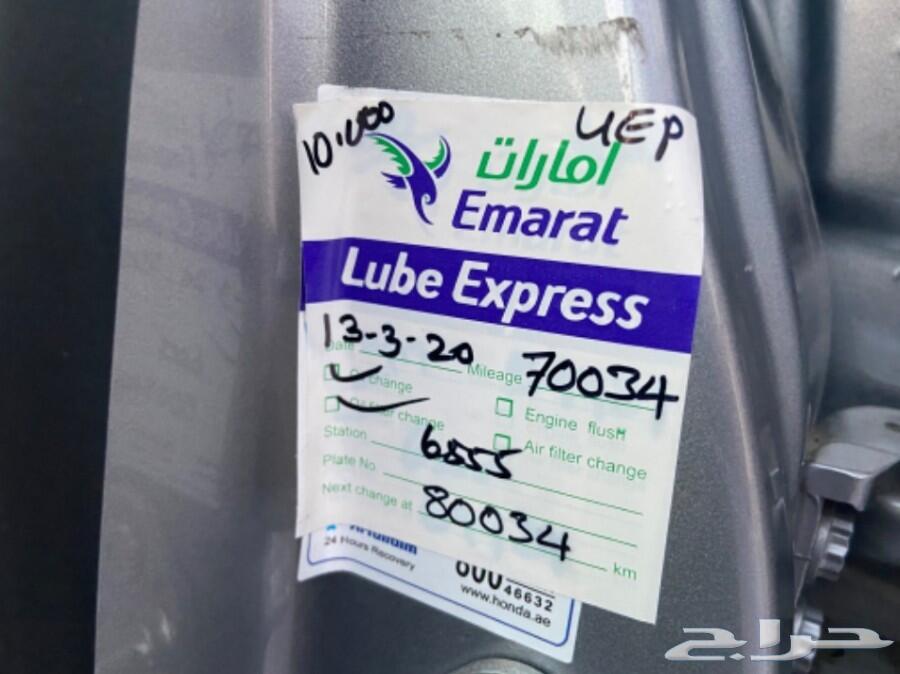 10.000
UEP
امارات
Emarat
Lube Express
Date 13-3-20 Mileage 70034
Oil change
Engine flush
Oil filter change
Air filter change
Station 6555
Plate No.
Next change at 80034 km
24 Hours Recovery
46632
www.honda.ae
حراج